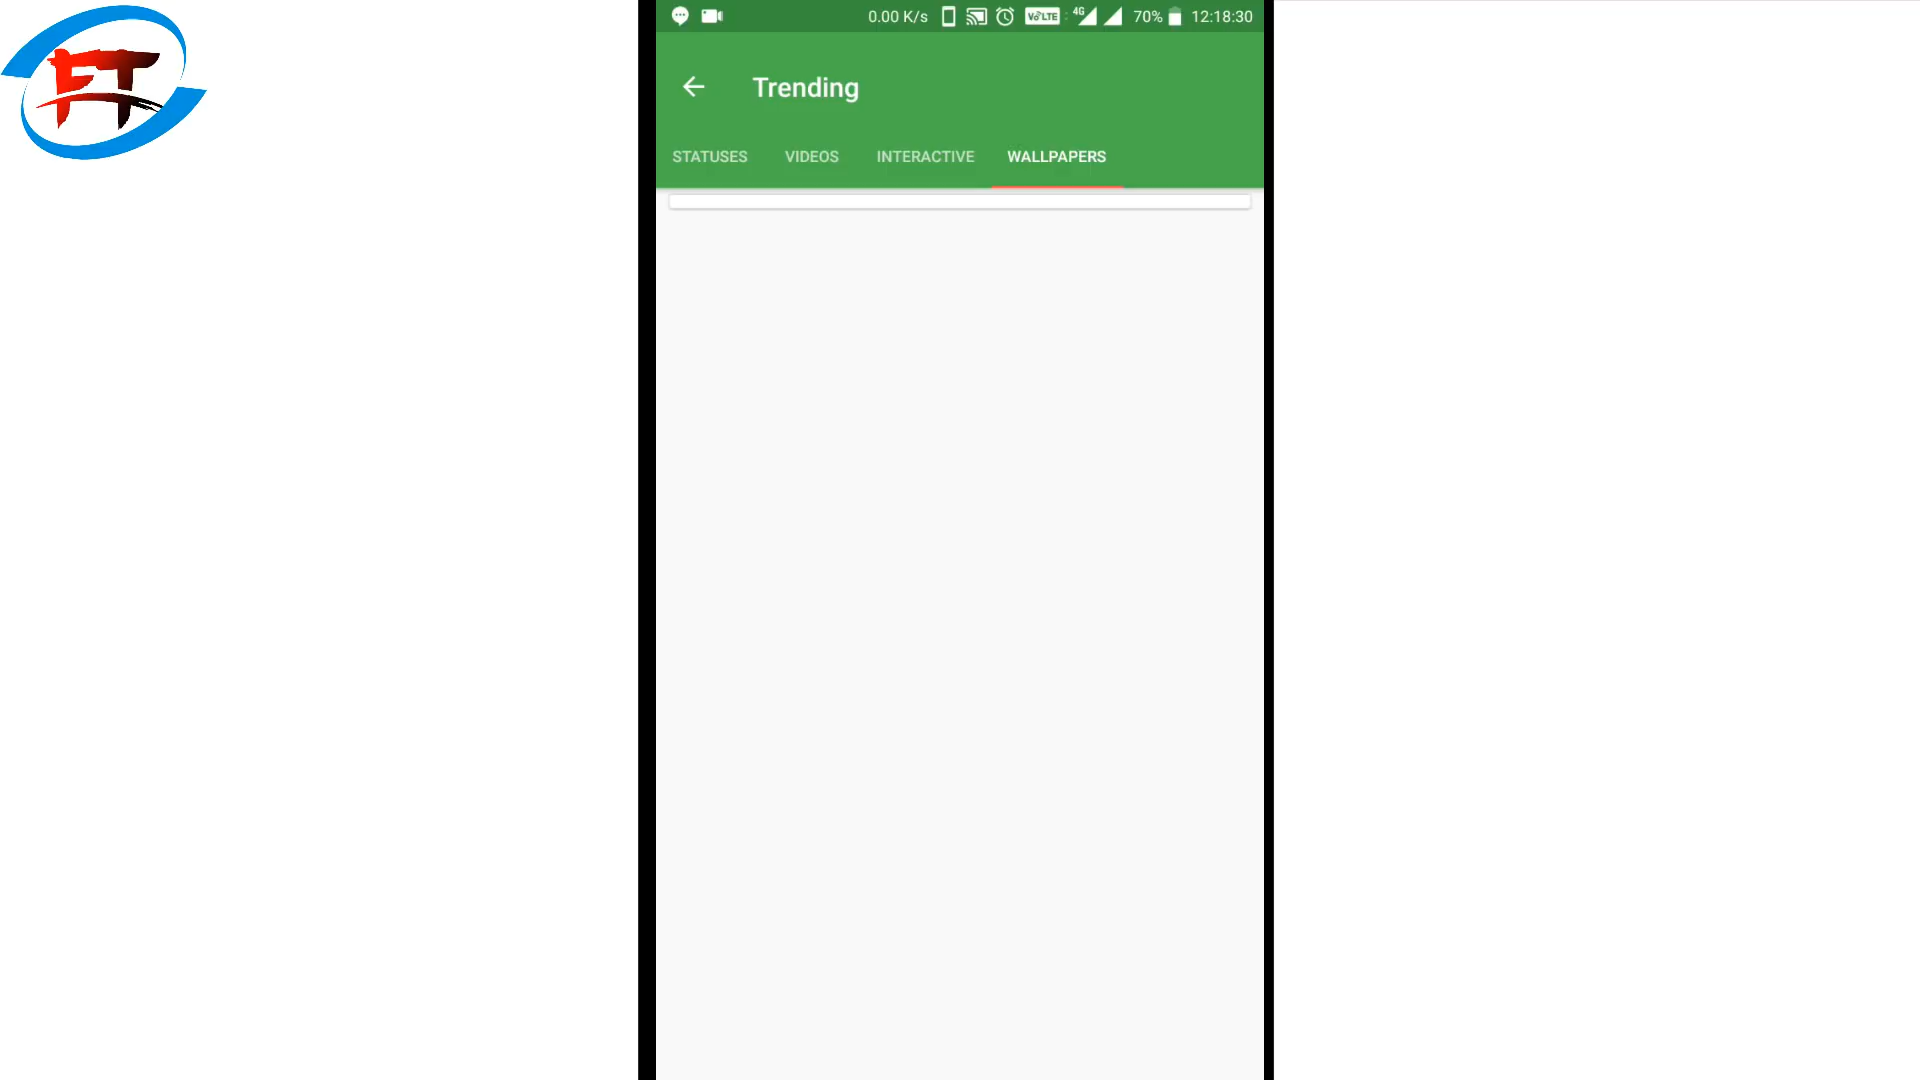 FT
0.00 K/s VoLTE 4G 70% 12:18:30
Trending
STATUSES VIDEOS INTERACTIVE WALLPAPERS